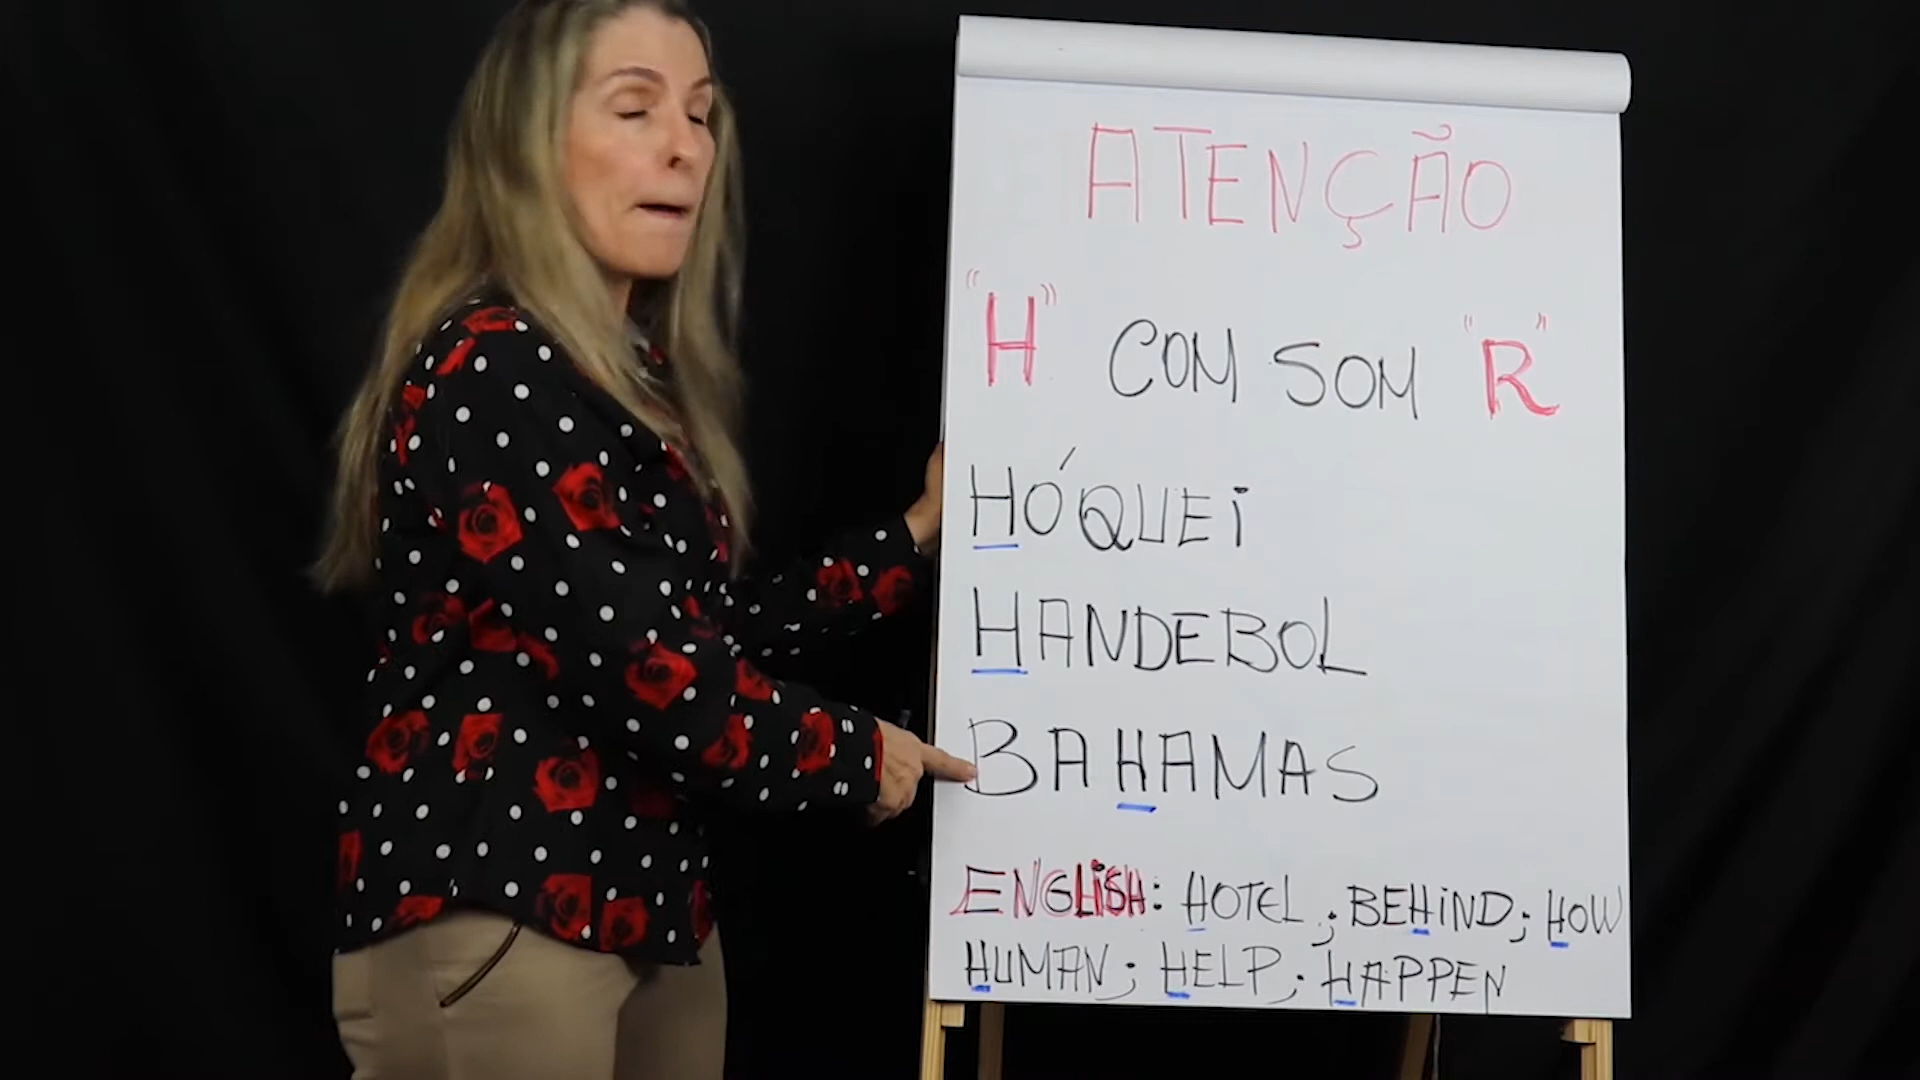 ATENÇÃO
"H" COM SOM "R"
HÓQUEi
HANDEBOL
BAHAMAS
ENGLiSH: HOTEL; BEHiND; HOW
HUMAN; HELP; HAPPEN